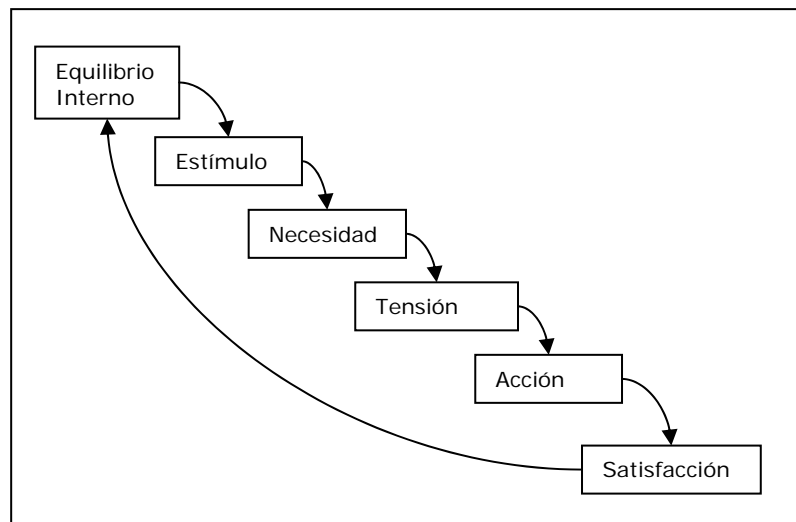 Equilibrio
Interno
Estímulo
Necesidad
Tensión
Acción
Satisfacción